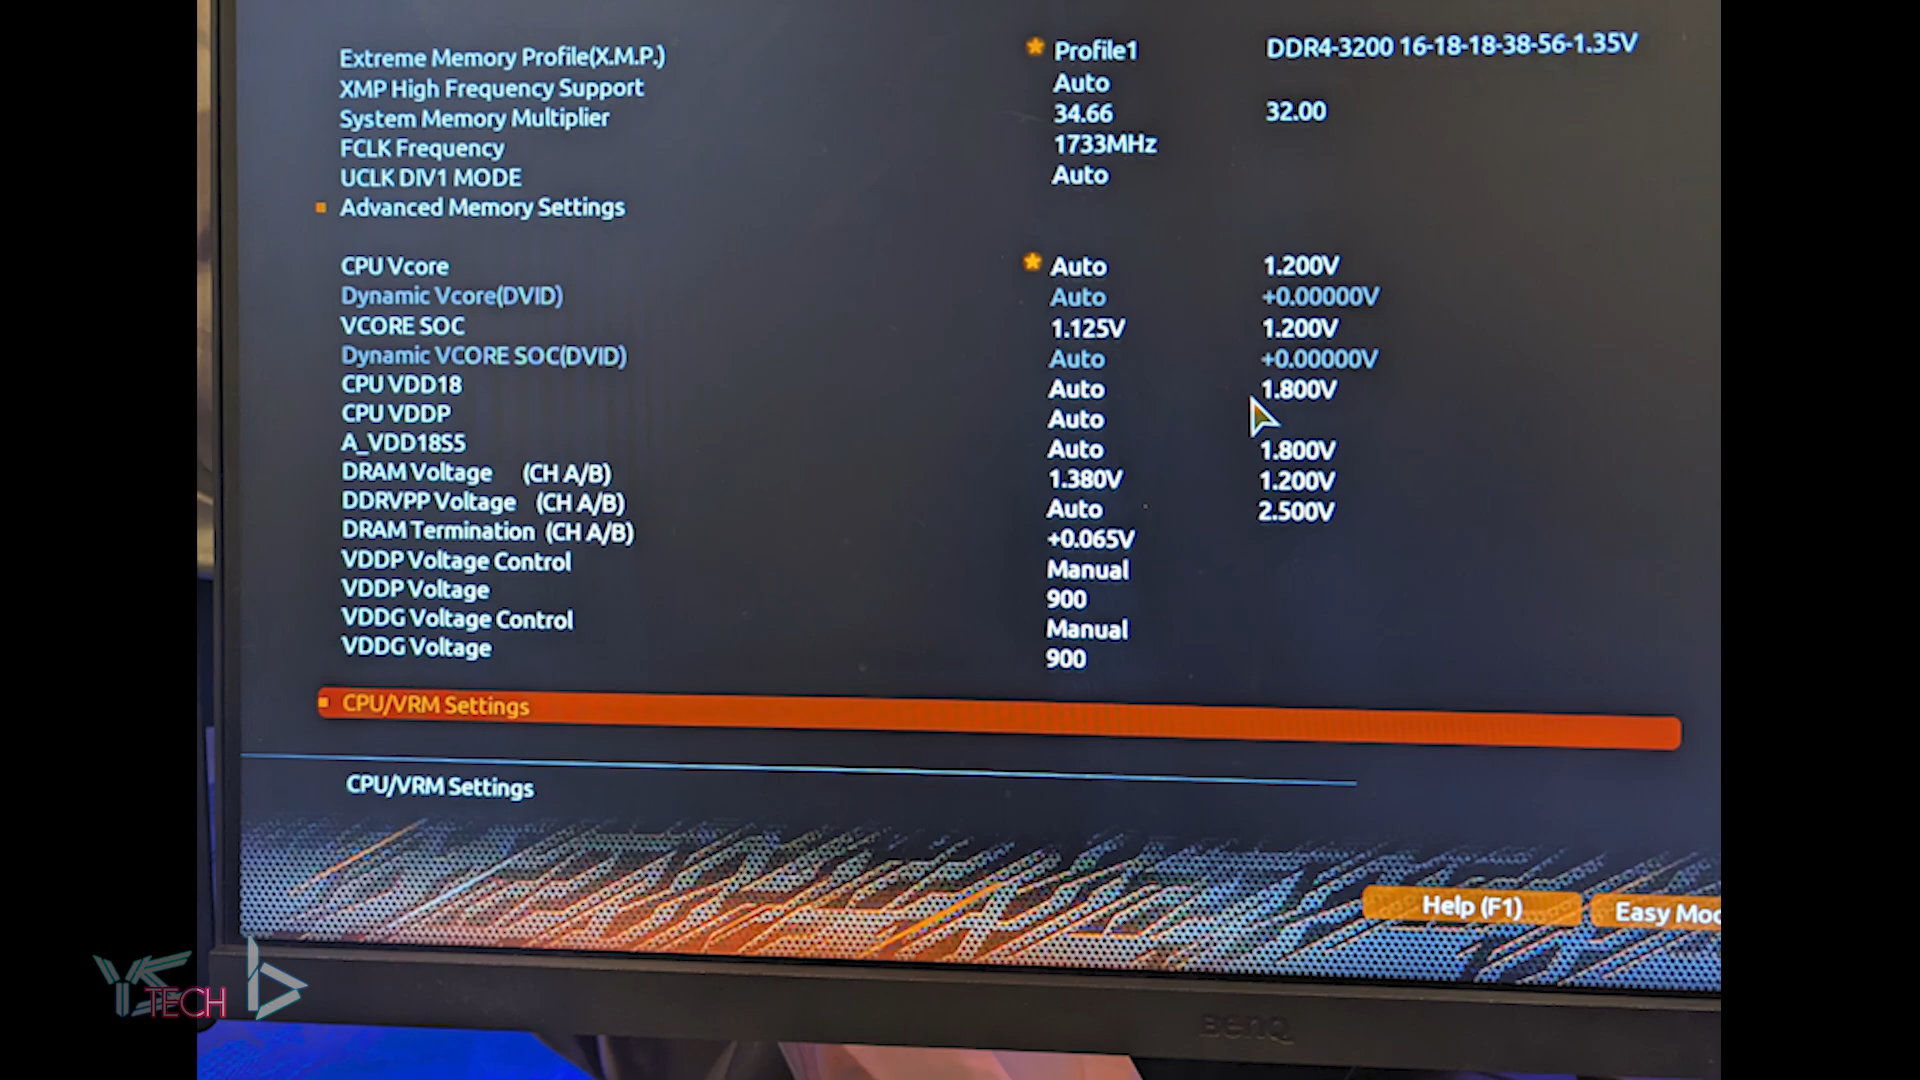 Extreme Memory Profile(X.M.P.) Profile1 DDR4-3200 16-18-18-38-56-1.35V
XMP High Frequency Support Auto
System Memory Multiplier 34.66 32.00
FCLK Frequency 1733MHz
UCLK DIV1 MODE Auto
Advanced Memory Settings
CPU Vcore Auto 1.200V
Dynamic Vcore(DVID) Auto +0.00000V
VCORE SOC 1.125V 1.200V
Dynamic VCORE SOC(DVID) Auto +0.00000V
CPU VDD18 Auto 1.800V
CPU VDDP Auto
A_VDD18S5 Auto 1.800V
DRAM Voltage (CH A/B) 1.380V 1.200V
DDRVPP Voltage (CH A/B) Auto 2.500V
DRAM Termination (CH A/B) +0.065V
VDDP Voltage Control Manual
VDDP Voltage 900
VDDG Voltage Control Manual
VDDG Voltage 900
CPU/VRM Settings
CPU/VRM Settings
Help (F1) Easy Mod
YK TECH
BenQ